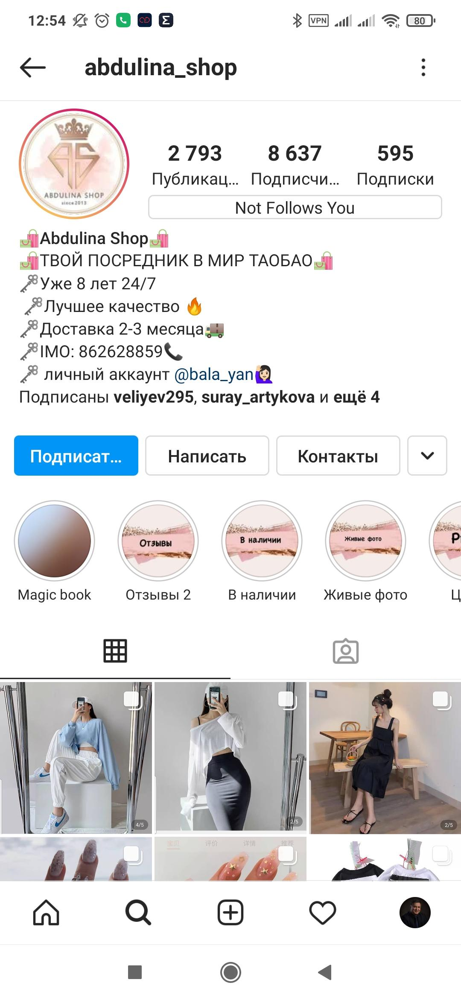 12:54
VPN
80
abdulina_shop
ABDULINA SHOP
since 2013
2 793
8 637
595
Публикац...
Подписчи...
Подписки
Not Follows You
Abdulina Shop
ТВОЙ ПОСРЕДНИК В МИР ТАОБАО
Уже 8 лет 24/7
Лучшее качество
Доставка 2-3 месяца
IMO: 862628859
личный аккаунт @bala_yan
Подписаны veliyev295, suray_artykova и ещё 4
Подписат...
Написать
Контакты
Отзывы
В наличии
Живые фото
Magic book
Отзывы 2
В наличии
Живые фото
Ц
4/5
2/5
2/5
宝贝
评价
详情
推荐